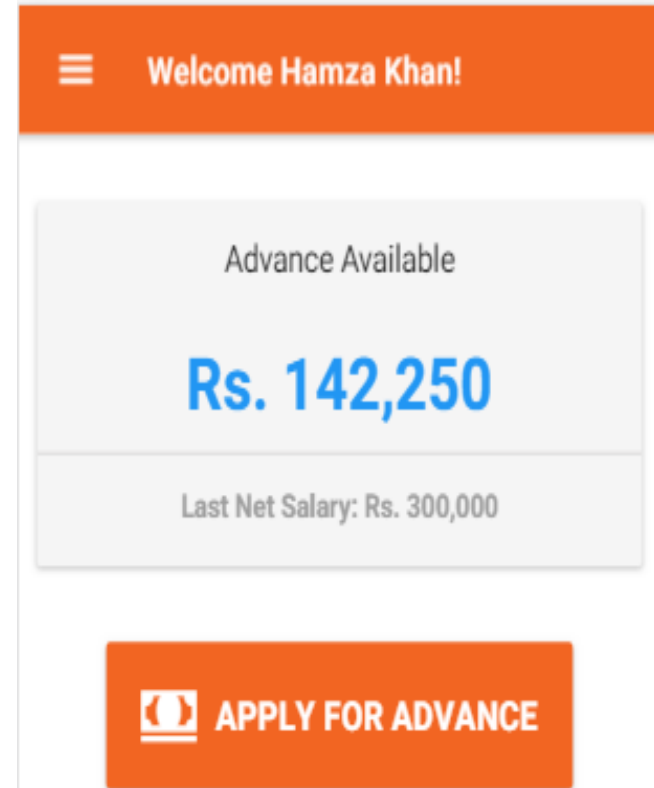 Welcome Hamza Khan!
Advance Available
Rs. 142,250
Last Net Salary: Rs. 300,000
APPLY FOR ADVANCE